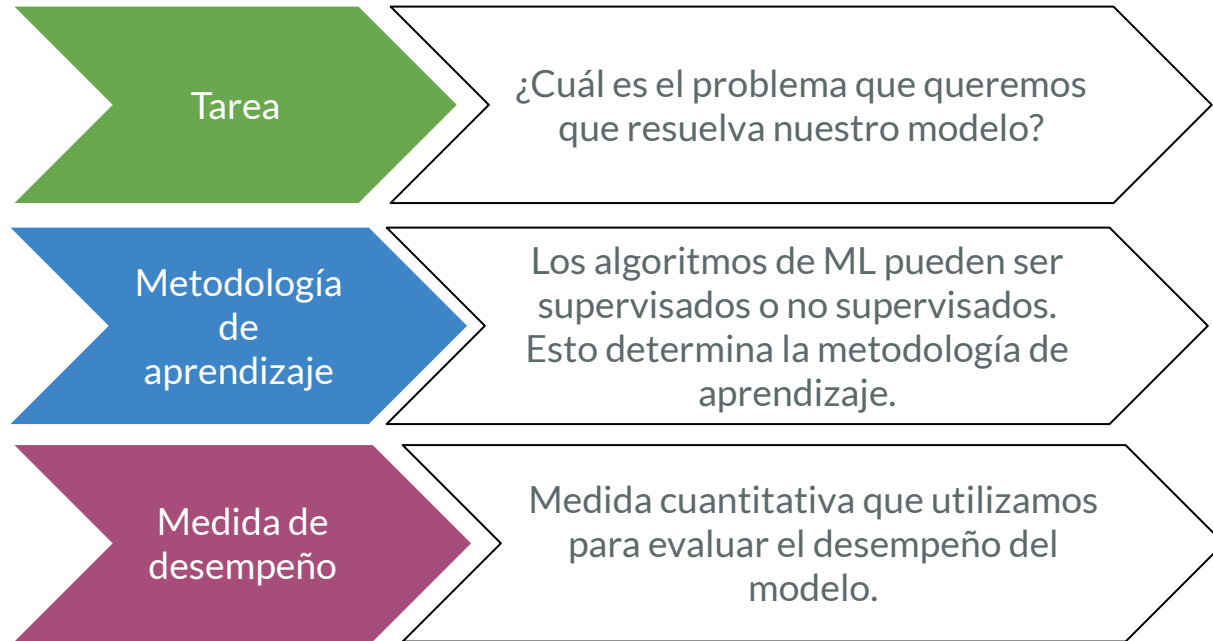 Tarea
¿Cuál es el problema que queremos
que resuelva nuestro modelo?
Metodología
de
aprendizaje
Los algoritmos de ML pueden ser
supervisados o no supervisados.
Esto determina la metodología de
aprendizaje.
Medida de
desempeño
Medida cuantitativa que utilizamos
para evaluar el desempeño del
modelo.